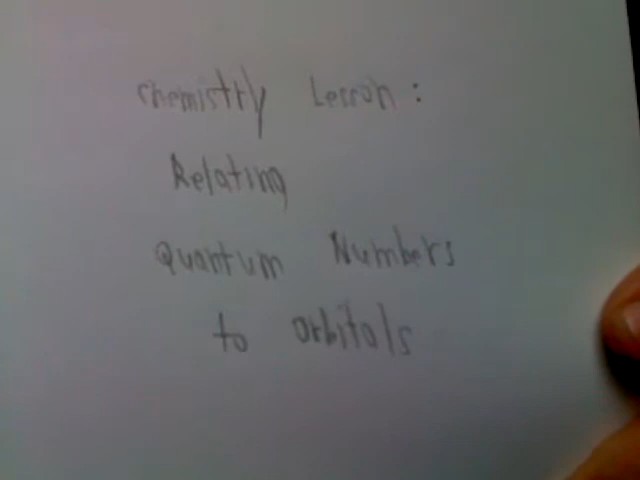 Chemistry Lesson:
Relating
Quantum Numbers
to Orbitals